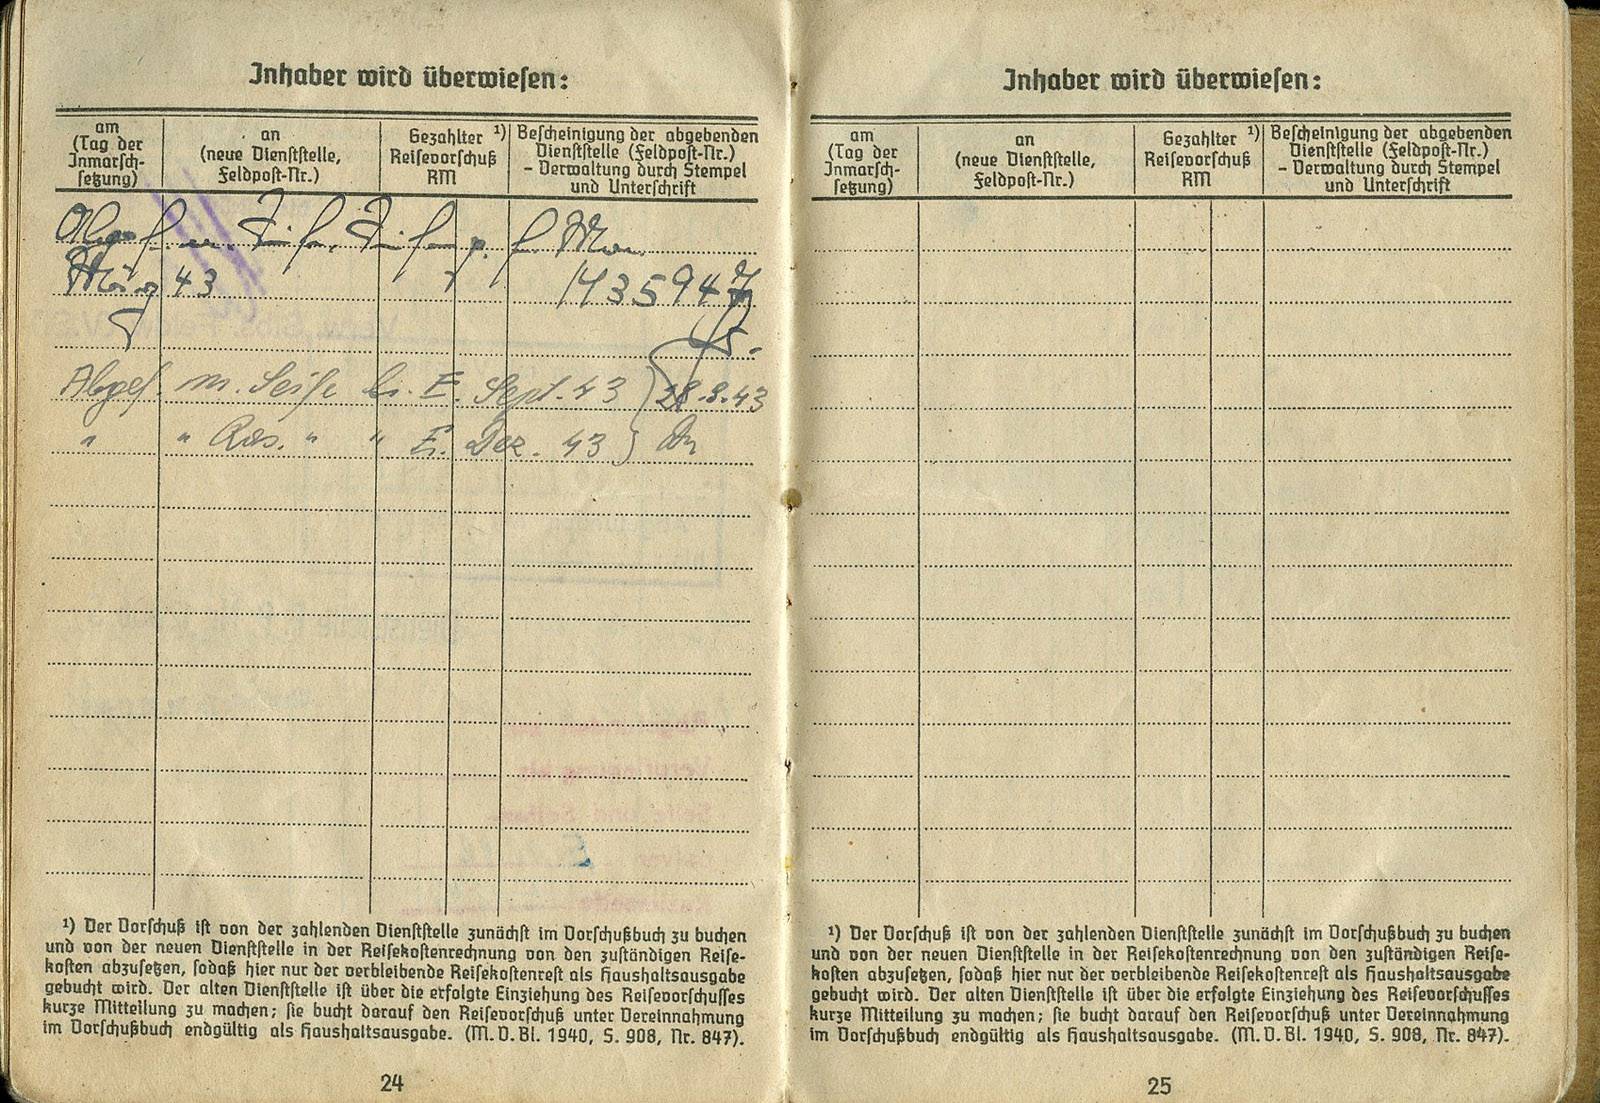 Inhaber wird überwiesen:
am
(Tag der
Inmarsch-
setzung)
an
(neue Dienststelle,
Feldpost-Nr.)
Gezahlter ¹)
Reisevorschuß
RM
Bescheinigung der abgebenden
Dienststelle (Feldpost-Nr.)
– Verwaltung durch Stempel
und Unterschrift
März 43
Abgef. m. Seife bis E. Sept. 43 } 28.8.43
" " Ras. " " E. Dez. 43 }
¹) Der Vorschuß ist von der zahlenden Dienststelle zunächst im Vorschußbuch zu buchen
und von der neuen Dienststelle in der Reisekostenrechnung von den zuständigen Reise-
kosten abzusetzen, sodaß hier nur der verbleibende Reisekostenrest als Haushaltsausgabe
gebucht wird. Der alten Dienststelle ist über die erfolgte Einziehung des Reisevorschusses
kurze Mitteilung zu machen; sie bucht darauf den Reisevorschuß unter Vereinnahmung
im Vorschußbuch endgültig als Haushaltsausgabe. (M. D. Bl. 1940, S. 908, Nr. 847).
24
Inhaber wird überwiesen:
am
(Tag der
Inmarsch-
setzung)
an
(neue Dienststelle,
Feldpost-Nr.)
Gezahlter ¹)
Reisevorschuß
RM
Bescheinigung der abgebenden
Dienststelle (Feldpost-Nr.)
– Verwaltung durch Stempel
und Unterschrift
¹) Der Vorschuß ist von der zahlenden Dienststelle zunächst im Vorschußbuch zu buchen
und von der neuen Dienststelle in der Reisekostenrechnung von den zuständigen Reise-
kosten abzusetzen, sodaß hier nur der verbleibende Reisekostenrest als Haushaltsausgabe
gebucht wird. Der alten Dienststelle ist über die erfolgte Einziehung des Reisevorschusses
kurze Mitteilung zu machen; sie bucht darauf den Reisevorschuß unter Vereinnahmung
im Vorschußbuch endgültig als Haushaltsausgabe. (M. D. Bl. 1940, S. 908, Nr. 847).
25